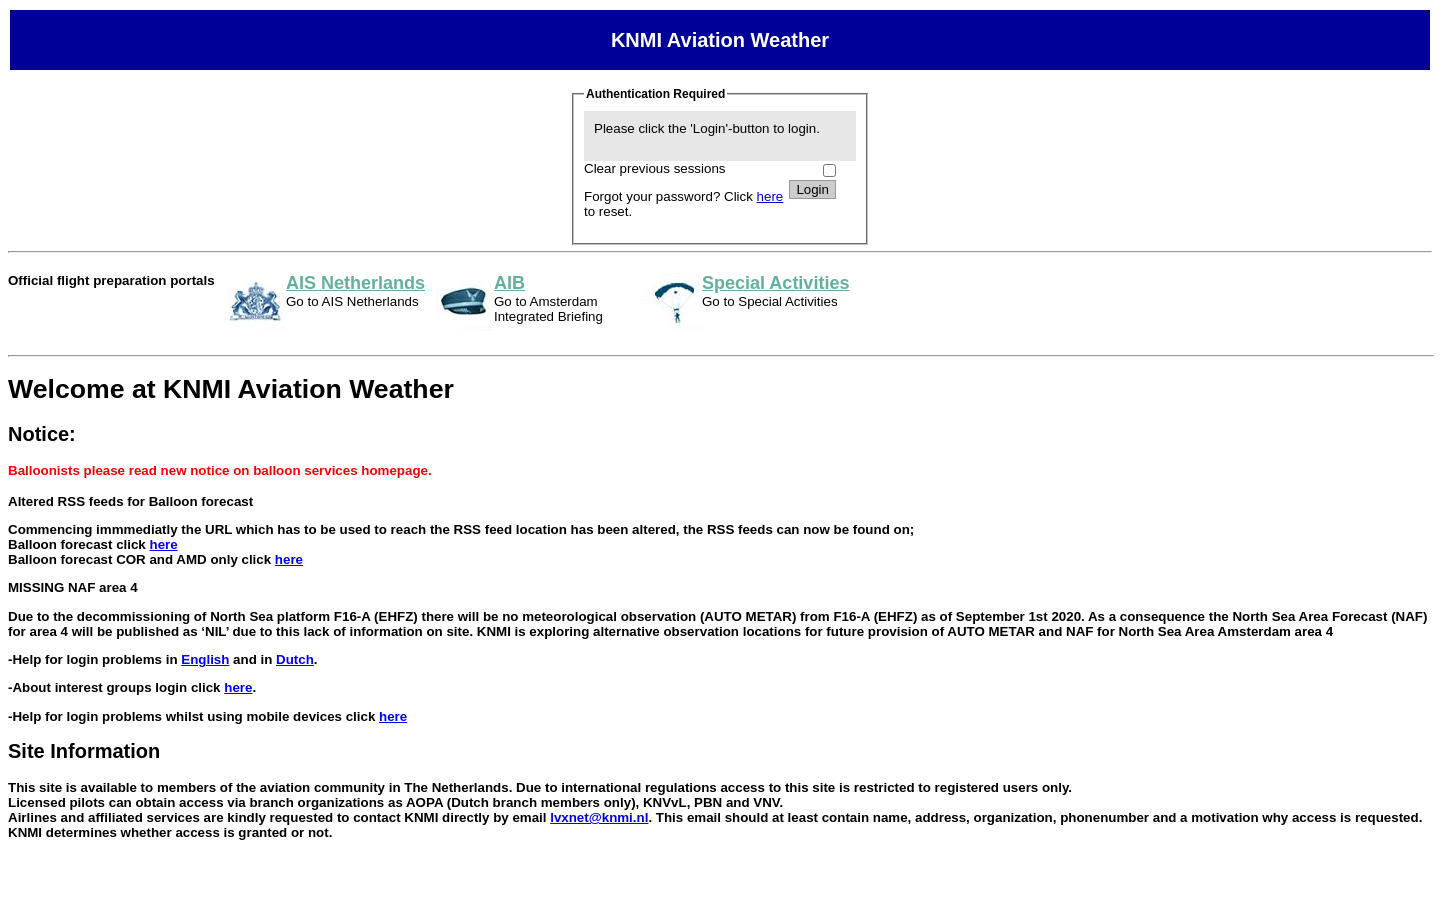 KNMI Aviation Weather
Authentication Required
Please click the 'Login'-button to login.
Clear previous sessions
Forgot your password? Click here
to reset.
Login
Official flight preparation portals
AIS Netherlands
Go to AIS Netherlands
AIB
Go to Amsterdam
Integrated Briefing
Special Activities
Go to Special Activities
Welcome at KNMI Aviation Weather
Notice:
Balloonists please read new notice on balloon services homepage.
Altered RSS feeds for Balloon forecast
Commencing immmediatly the URL which has to be used to reach the RSS feed location has been altered, the RSS feeds can now be found on;
Balloon forecast click here
Balloon forecast COR and AMD only click here
MISSING NAF area 4
Due to the decommissioning of North Sea platform F16-A (EHFZ) there will be no meteorological observation (AUTO METAR) from F16-A (EHFZ) as of September 1st 2020. As a consequence the North Sea Area Forecast (NAF)
for area 4 will be published as ‘NIL’ due to this lack of information on site. KNMI is exploring alternative observation locations for future provision of AUTO METAR and NAF for North Sea Area Amsterdam area 4
-Help for login problems in English and in Dutch.
-About interest groups login click here.
-Help for login problems whilst using mobile devices click here
Site Information
This site is available to members of the aviation community in The Netherlands. Due to international regulations access to this site is restricted to registered users only.
Licensed pilots can obtain access via branch organizations as AOPA (Dutch branch members only), KNVvL, PBN and VNV.
Airlines and affiliated services are kindly requested to contact KNMI directly by email lvxnet@knmi.nl. This email should at least contain name, address, organization, phonenumber and a motivation why access is requested.
KNMI determines whether access is granted or not.